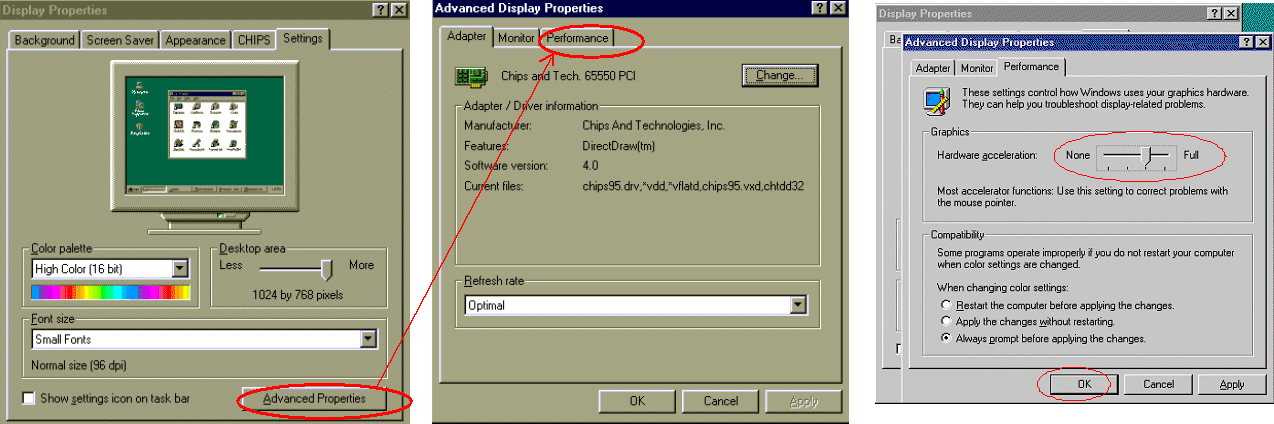 Display Properties
Background Screen Saver Appearance CHIPS Settings
Color palette
High Color (16 bit)
Desktop area
Less More
1024 by 768 pixels
Font size
Small Fonts
Normal size (96 dpi)
Show settings icon on task bar
Advanced Properties
Advanced Display Properties
Adapter Monitor Performance
Chips and Tech. 65550 PCI
Change...
Adapter / Driver information
Manufacturer: Chips And Technologies, Inc.
Features: DirectDraw(tm)
Software version: 4.0
Current files: chips95.drv,*vdd,*vflatd,chips95.vxd,chtdd32
Refresh rate
Optimal
OK Cancel Apply
Display Properties
Ba
Advanced Display Properties
Adapter Monitor Performance
These settings control how Windows uses your graphics hardware.
They can help you troubleshoot display-related problems.
Graphics
Hardware acceleration: None Full
Most accelerator functions: Use this setting to correct problems with
the mouse pointer.
Compatibility
Some programs operate improperly if you do not restart your computer
when color settings are changed.
When changing color settings:
Restart the computer before applying the changes.
Apply the changes without restarting.
Always prompt before applying the changes.
OK Cancel Apply